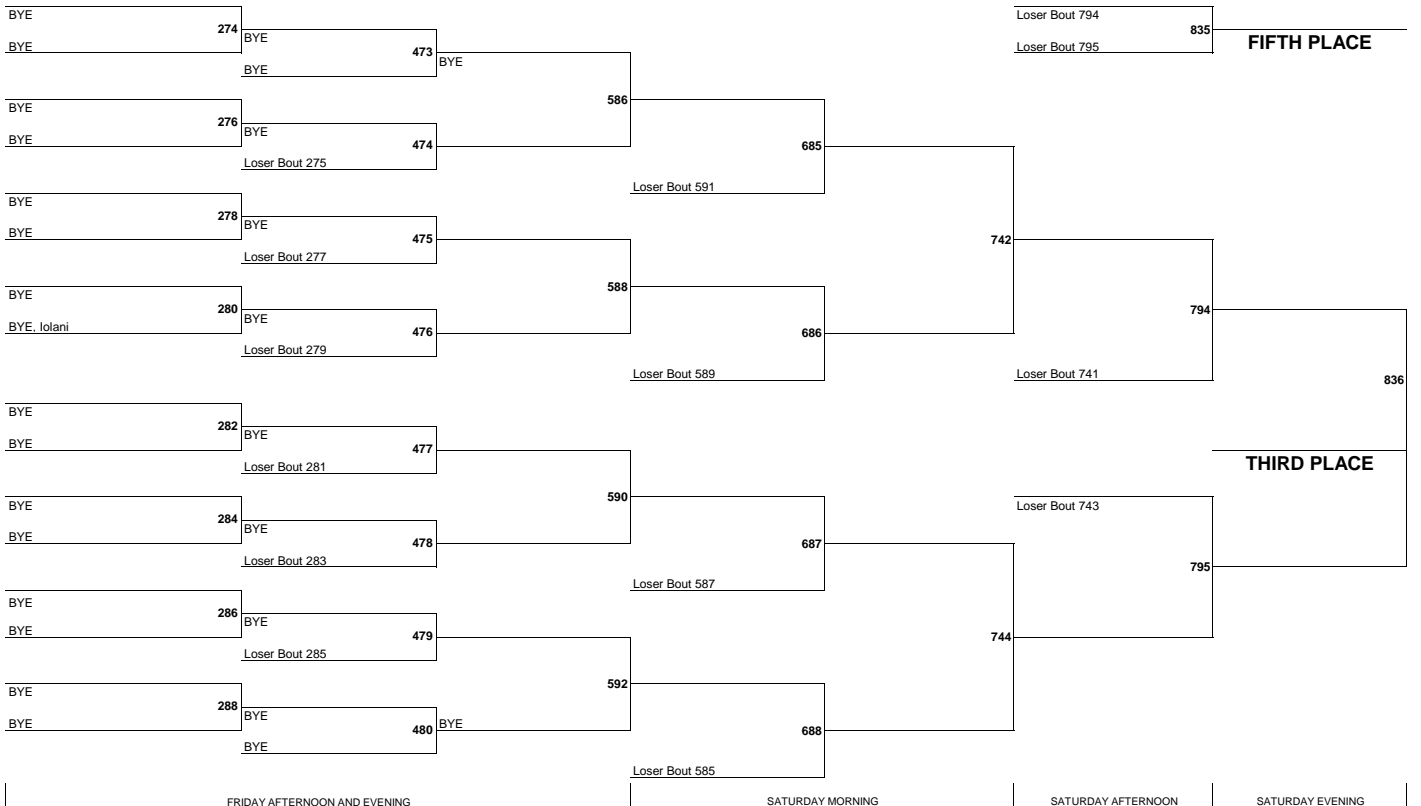 BYE
274
BYE
BYE
473
BYE
BYE
Loser Bout 794
835
Loser Bout 795
FIFTH PLACE
586
BYE
276
BYE
BYE
474
Loser Bout 275
685
Loser Bout 591
BYE
278
BYE
BYE
475
Loser Bout 277
742
588
BYE
280
BYE, Iolani
BYE
476
Loser Bout 279
686
794
Loser Bout 589
Loser Bout 741
836
BYE
282
BYE
BYE
477
Loser Bout 281
THIRD PLACE
590
BYE
284
BYE
BYE
478
Loser Bout 283
Loser Bout 743
687
795
Loser Bout 587
BYE
286
BYE
BYE
479
Loser Bout 285
744
592
BYE
288
BYE
BYE
480
BYE
BYE
688
Loser Bout 585
FRIDAY AFTERNOON AND EVENING
SATURDAY MORNING
SATURDAY AFTERNOON
SATURDAY EVENING